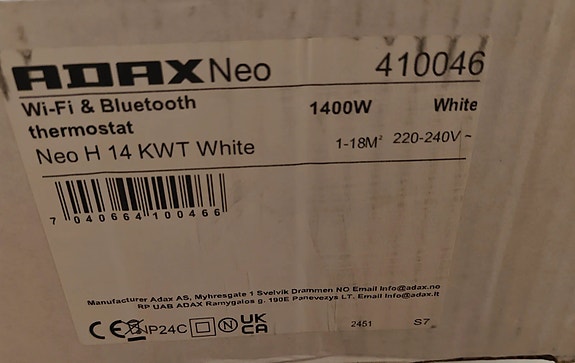 ADAX Neo 410046
Wi-Fi & Bluetooth 1400W White
thermostat
Neo H 14 KWT White 1-18M² 220-240V ~
7 040664 100466
Manufacturer Adax AS, Myhresgate 1 Svelvik Drammen NO Email Info@adax.no
RP UAB ADAX Ramygalos g. 190E Panevezys LT. Email Info@adax.lt
CE IP24C N UK CA
2451 S7